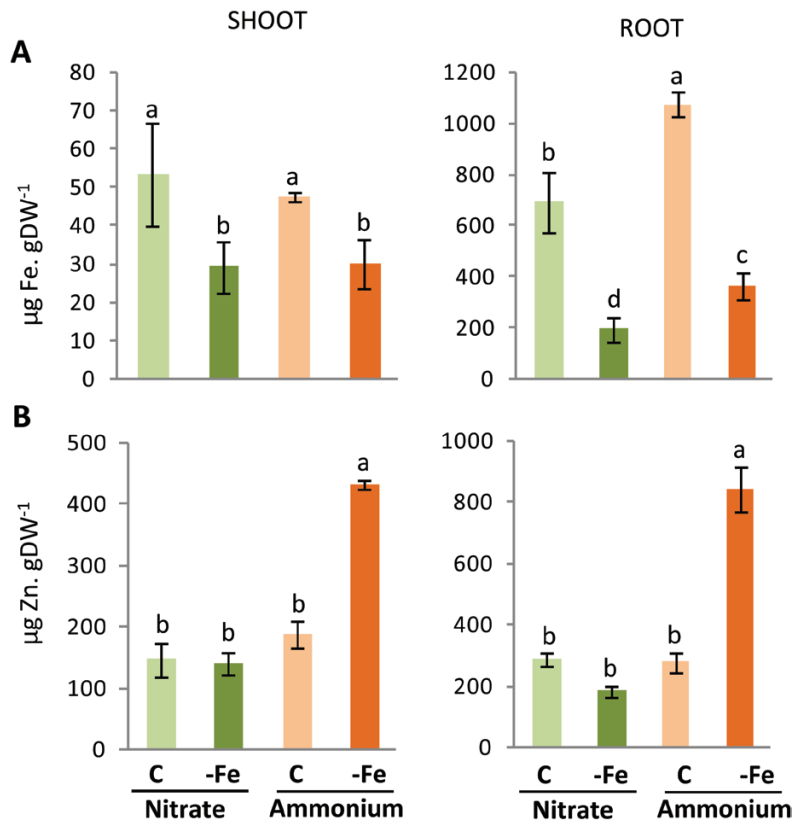 SHOOT
ROOT
A
µg Fe. gDW-1
80
70
60
50
40
30
20
10
0
a
b
a
b
1200
1000
800
600
400
200
0
b
d
a
c
B
µg Zn. gDW-1
500
400
300
200
100
0
b
b
b
a
1000
800
600
400
200
0
b
b
b
a
C -Fe C -Fe
Nitrate Ammonium
C -Fe C -Fe
Nitrate Ammonium